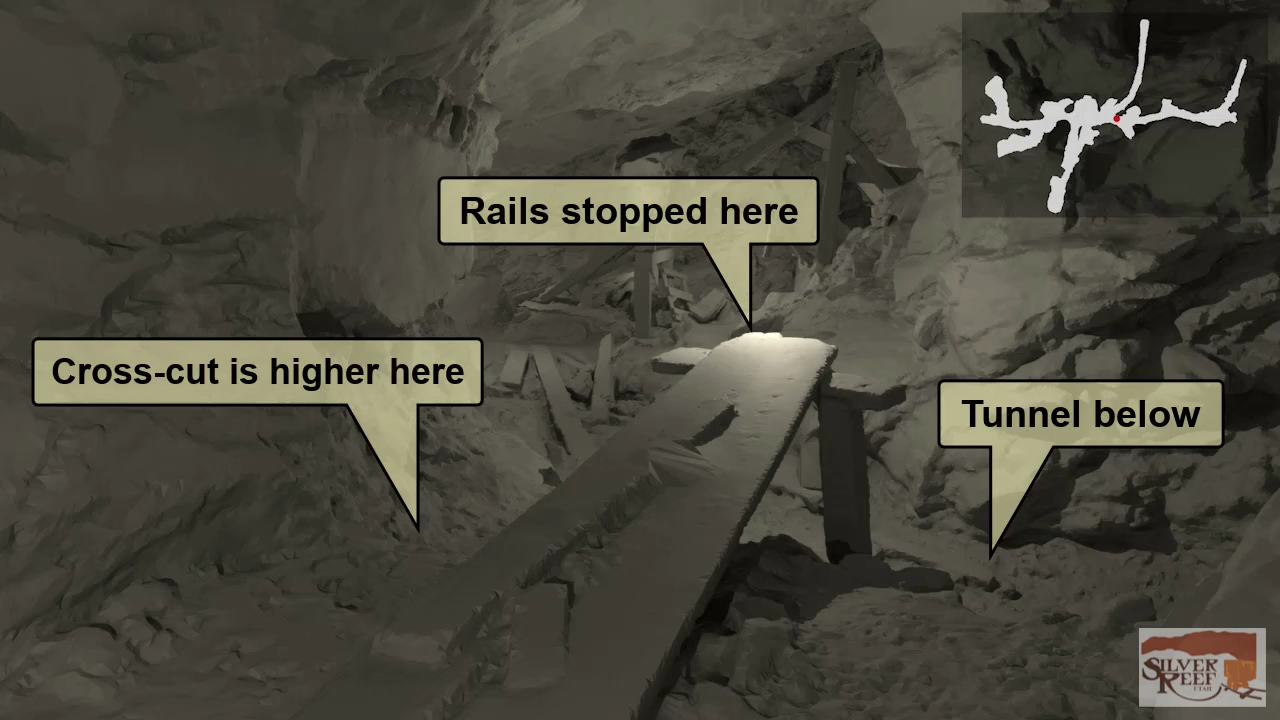 Rails stopped here
Cross-cut is higher here
Tunnel below
SILVER
REEF
UTAH